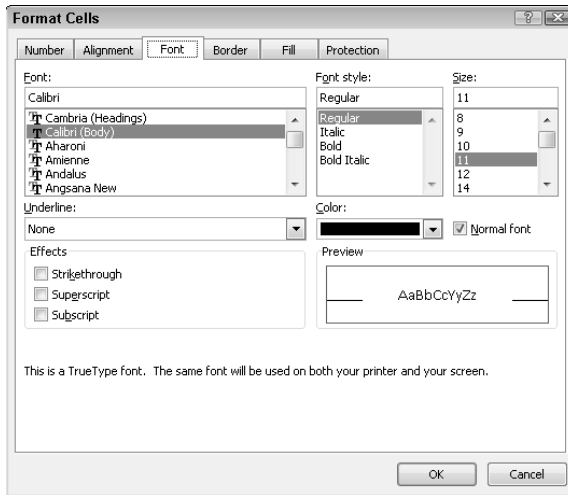 Format Cells
Number Alignment Font Border Fill Protection
Font: Font style: Size:
Calibri Regular 11
Cambria (Headings) Regular 8
Calibri (Body) Italic 9
Aharoni Bold 10
Amienne Bold Italic 11
Andalus 12
Angsana New 14
Underline: Color:
None Normal font
Effects Preview
Strikethrough
Superscript AaBbCcYyZz
Subscript
This is a TrueType font. The same font will be used on both your printer and your screen.
OK Cancel